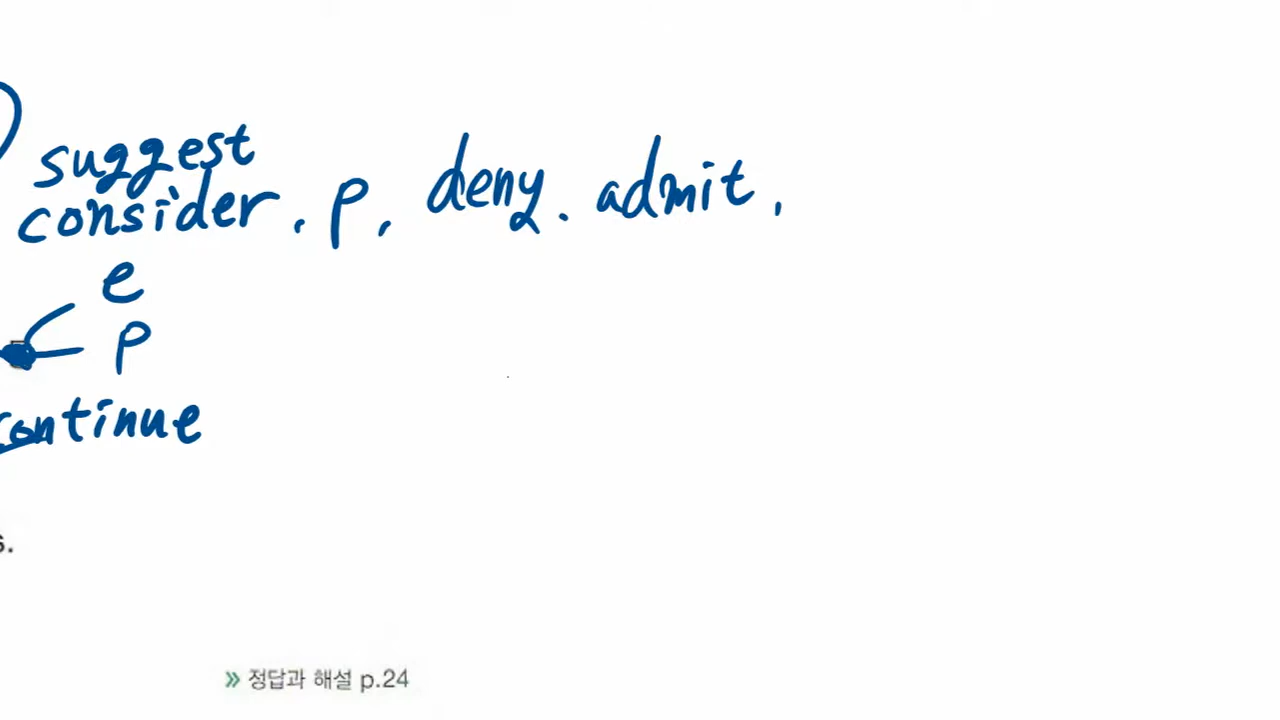 suggest
consider, p, deny. admit,
e
p
continue
s.
» 정답과 해설 p.24